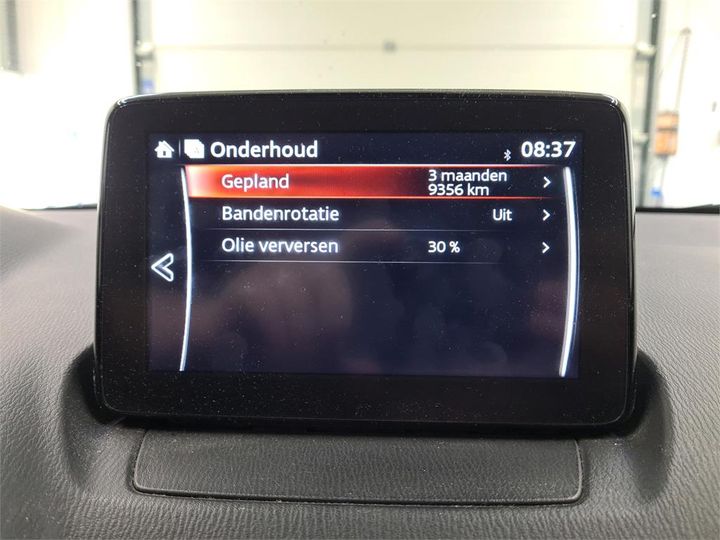 Onderhoud 08:37
Gepland 3 maanden
9356 km
Bandenrotatie Uit
Olie verversen 30 %